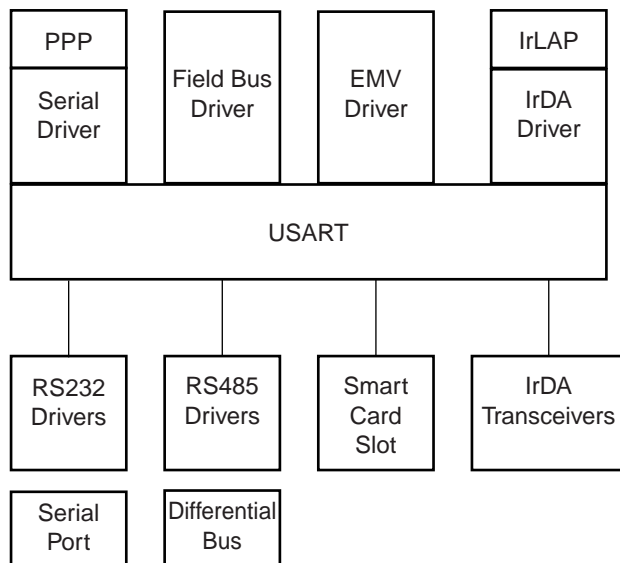 PPP
Serial
Driver
Field Bus
Driver
EMV
Driver
IrLAP
IrDA
Driver
USART
RS232
Drivers
RS485
Drivers
Smart
Card
Slot
IrDA
Transceivers
Serial
Port
Differential
Bus